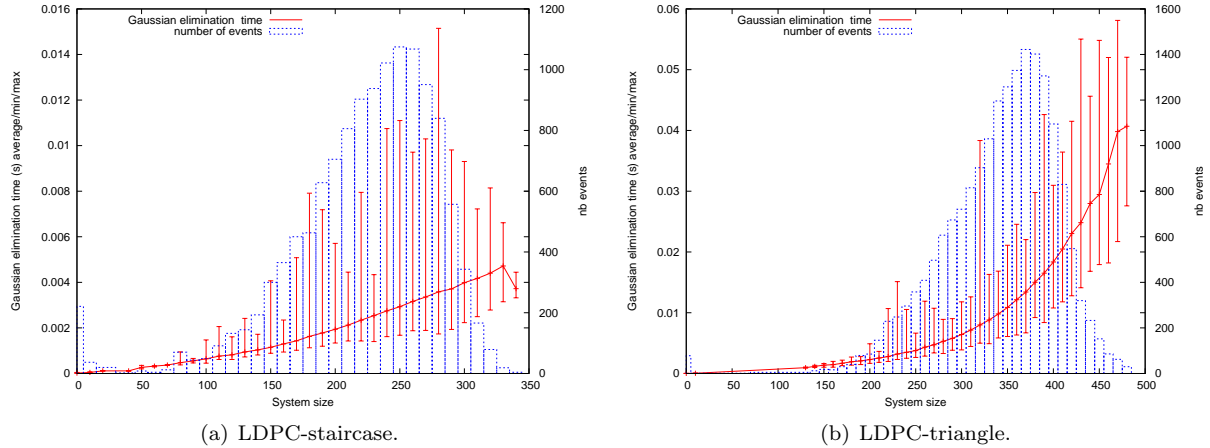 Gaussian elimination time
number of events
0.016
0.014
0.012
0.01
0.008
0.006
0.004
0.002
0
1200
1000
800
600
400
200
0
0 50 100 150 200 250 300 350
Gaussian elimination time (s) average/min/max
nb events
System size
(a) LDPC-staircase.
Gaussian elimination time
number of events
0.06
0.05
0.04
0.03
0.02
0.01
0
1600
1400
1200
1000
800
600
400
200
0
0 50 100 150 200 250 300 350 400 450 500
Gaussian elimination time (s) average/min/max
nb events
System size
(b) LDPC-triangle.